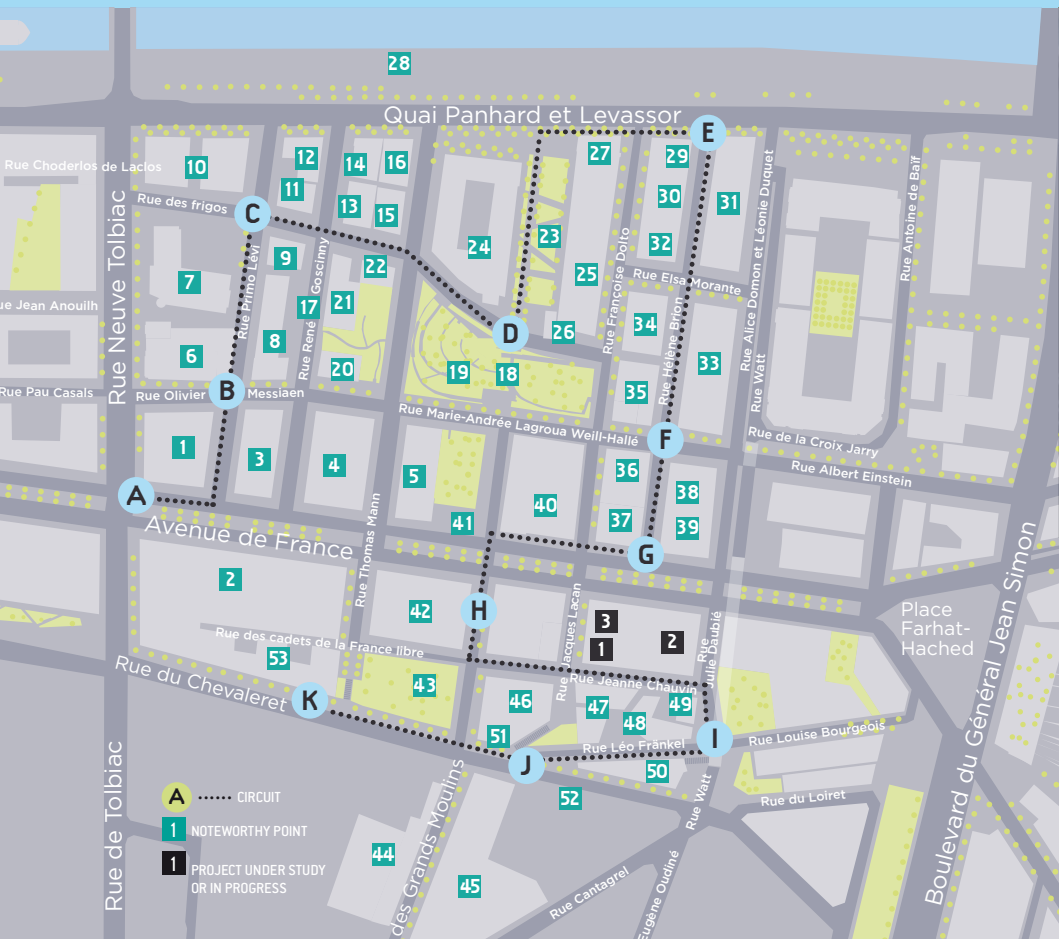 28
Quai Panhard et Levassor
E
Rue Choderlos de Laclos
10
12
14
16
27
29
11
13
15
30
31
Rue des frigos
C
Rue Neuve Tolbiac
Rue Primo Levi
Rue René Goscinny
9
22
24
23
32
25
Rue Françoise Dolto
Rue Elsa Morante
Rue Hélène Brion
Rue Alice Domon et Léonie Duquet
Rue Watt
Rue Antoine de Baïf
7
17
21
ue Jean Anouilh
8
D
26
34
6
20
19
18
33
35
Rue Pau Casals
Rue Olivier
B
Messiaen
Rue Marie-Andrée Lagroua Weill-Hallé
F
Rue de la Croix Jarry
Rue Albert Einstein
1
3
4
5
36
38
A
40
37
39
41
Avenue de France
Rue Thomas Mann
G
2
42
H
Rue Jacques Lacan
3
1
2
Rue Julie Daubié
Place
Farhat-
Hached
Boulevard du Général Jean Simon
Rue des cadets de la France libre
53
43
Rue du Chevaleret
K
Rue Jeanne Chauvin
46
47
48
49
51
Rue Léo Fränkel
I
Rue Louise Bourgeois
J
50
52
Rue Watt
Rue du Loiret
Rue de Tolbiac
des Grands Moulins
44
45
Rue Cantagrel
Eugène Oudiné
A CIRCUIT
1 NOTEWORTHY POINT
1 PROJECT UNDER STUDY
OR IN PROGRESS